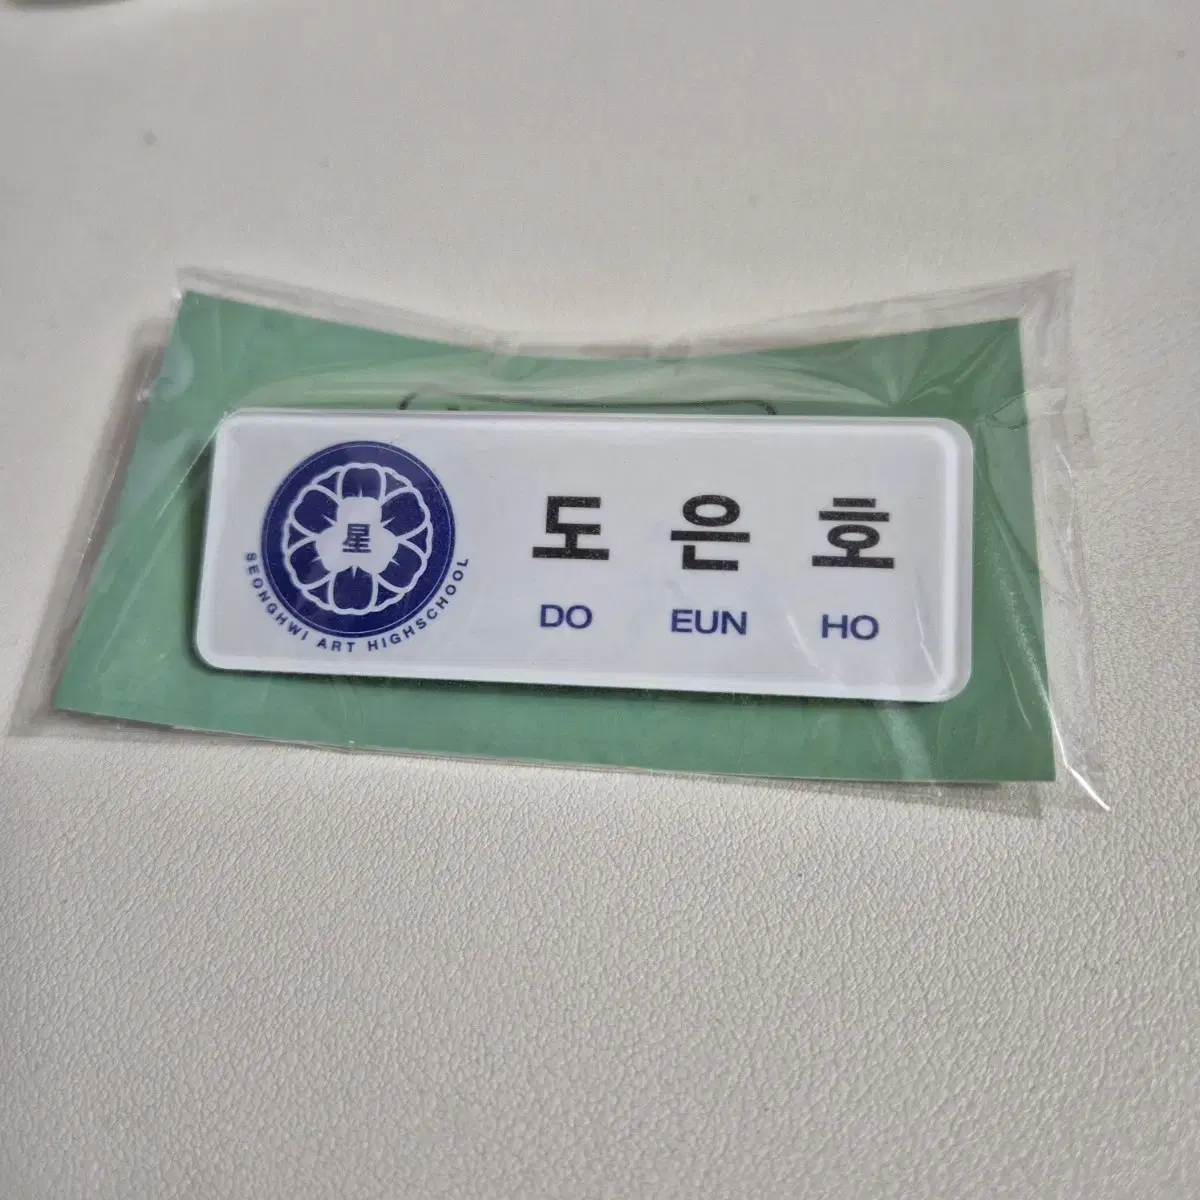 星
SEONGHWI ART HIGHSCHOOL
도 은 호
DO EUN HO